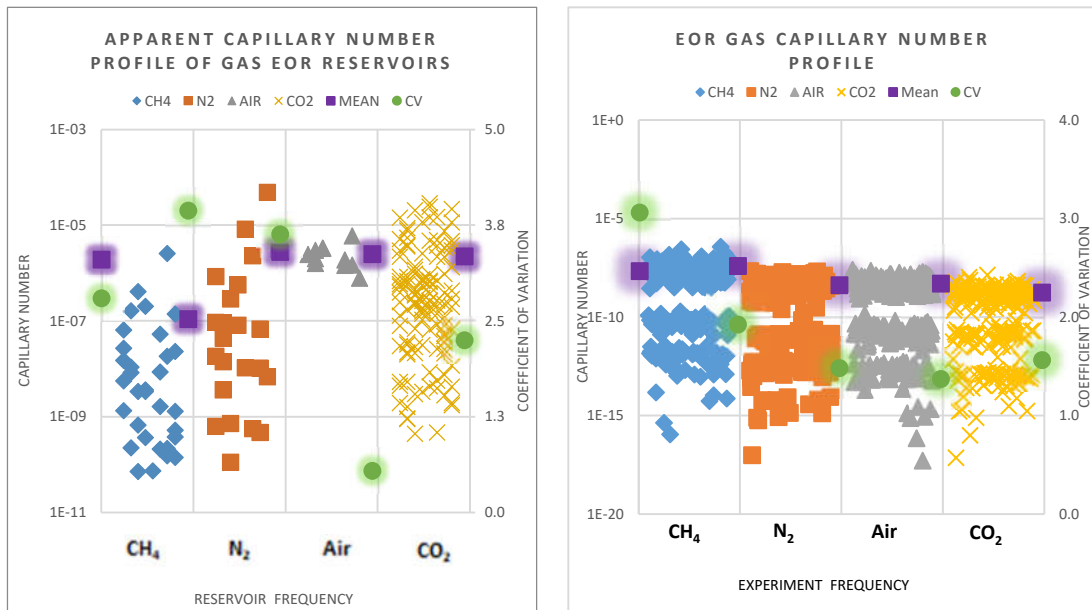 APPARENT CAPILLARY NUMBER
PROFILE OF GAS EOR RESERVOIRS
CH4 N2 AIR CO2 MEAN CV
1E-03
1E-05
1E-07
1E-09
1E-11
CAPILLARY NUMBER
5.0
3.8
2.5
1.3
0.0
COEFFICIENT OF VARIATION
CH₄ N₂ Air CO₂
RESERVOIR FREQUENCY
EOR GAS CAPILLARY NUMBER
PROFILE
CH4 N2 AIR CO2 Mean CV
1E+0
1E-5
1E-10
1E-15
1E-20
CAPILLARY NUMBER
4.0
3.0
2.0
1.0
0.0
COEFFICIENT OF VARIATION
CH₄ N₂ Air CO₂
EXPERIMENT FREQUENCY